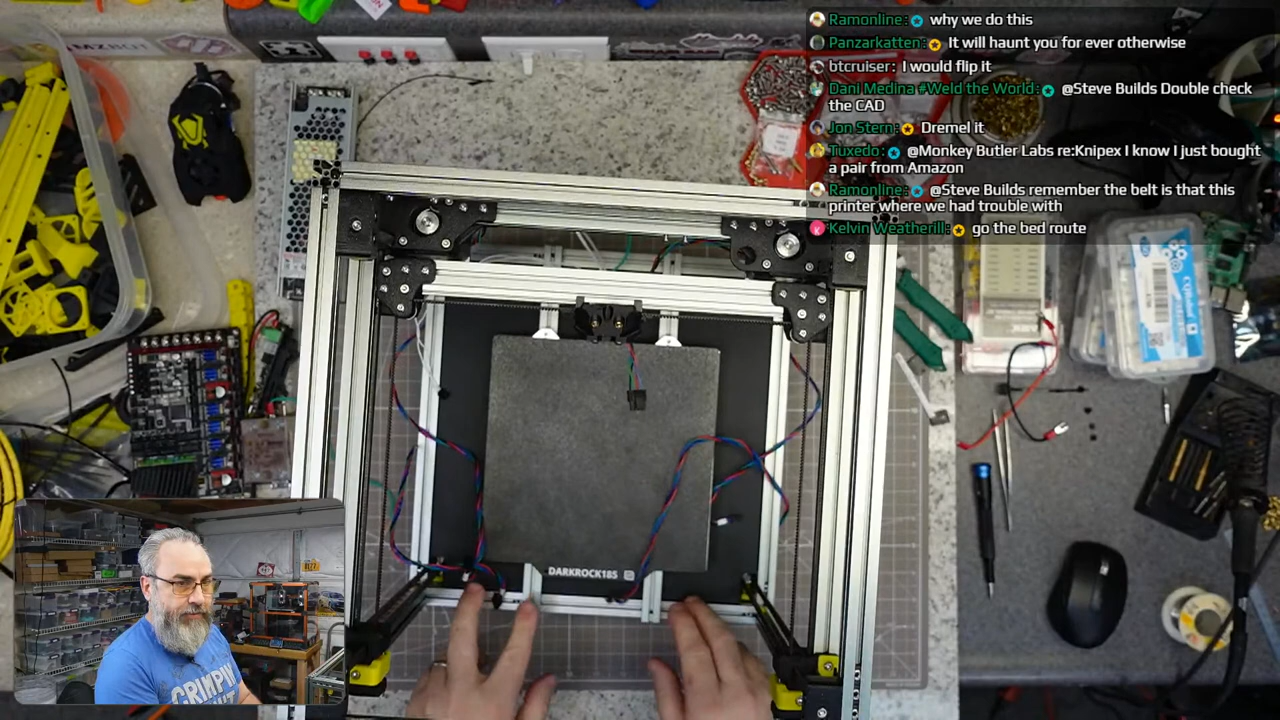 Ramonline: why we do this
Panzarkatten: It will haunt you for ever otherwise
btcruiser: I would flip it
Dani Medina #Weld the World: @Steve Builds Double check
the CAD
Jon Stern: Dremel it
Tuxedo: @Monkey Butler Labs re:Knipex I know I just bought
a pair from Amazon
Ramonline: @Steve Builds remember the belt is that this
printer where we had trouble with
Kelvin Weatherill: go the bed route
DARKROCK185